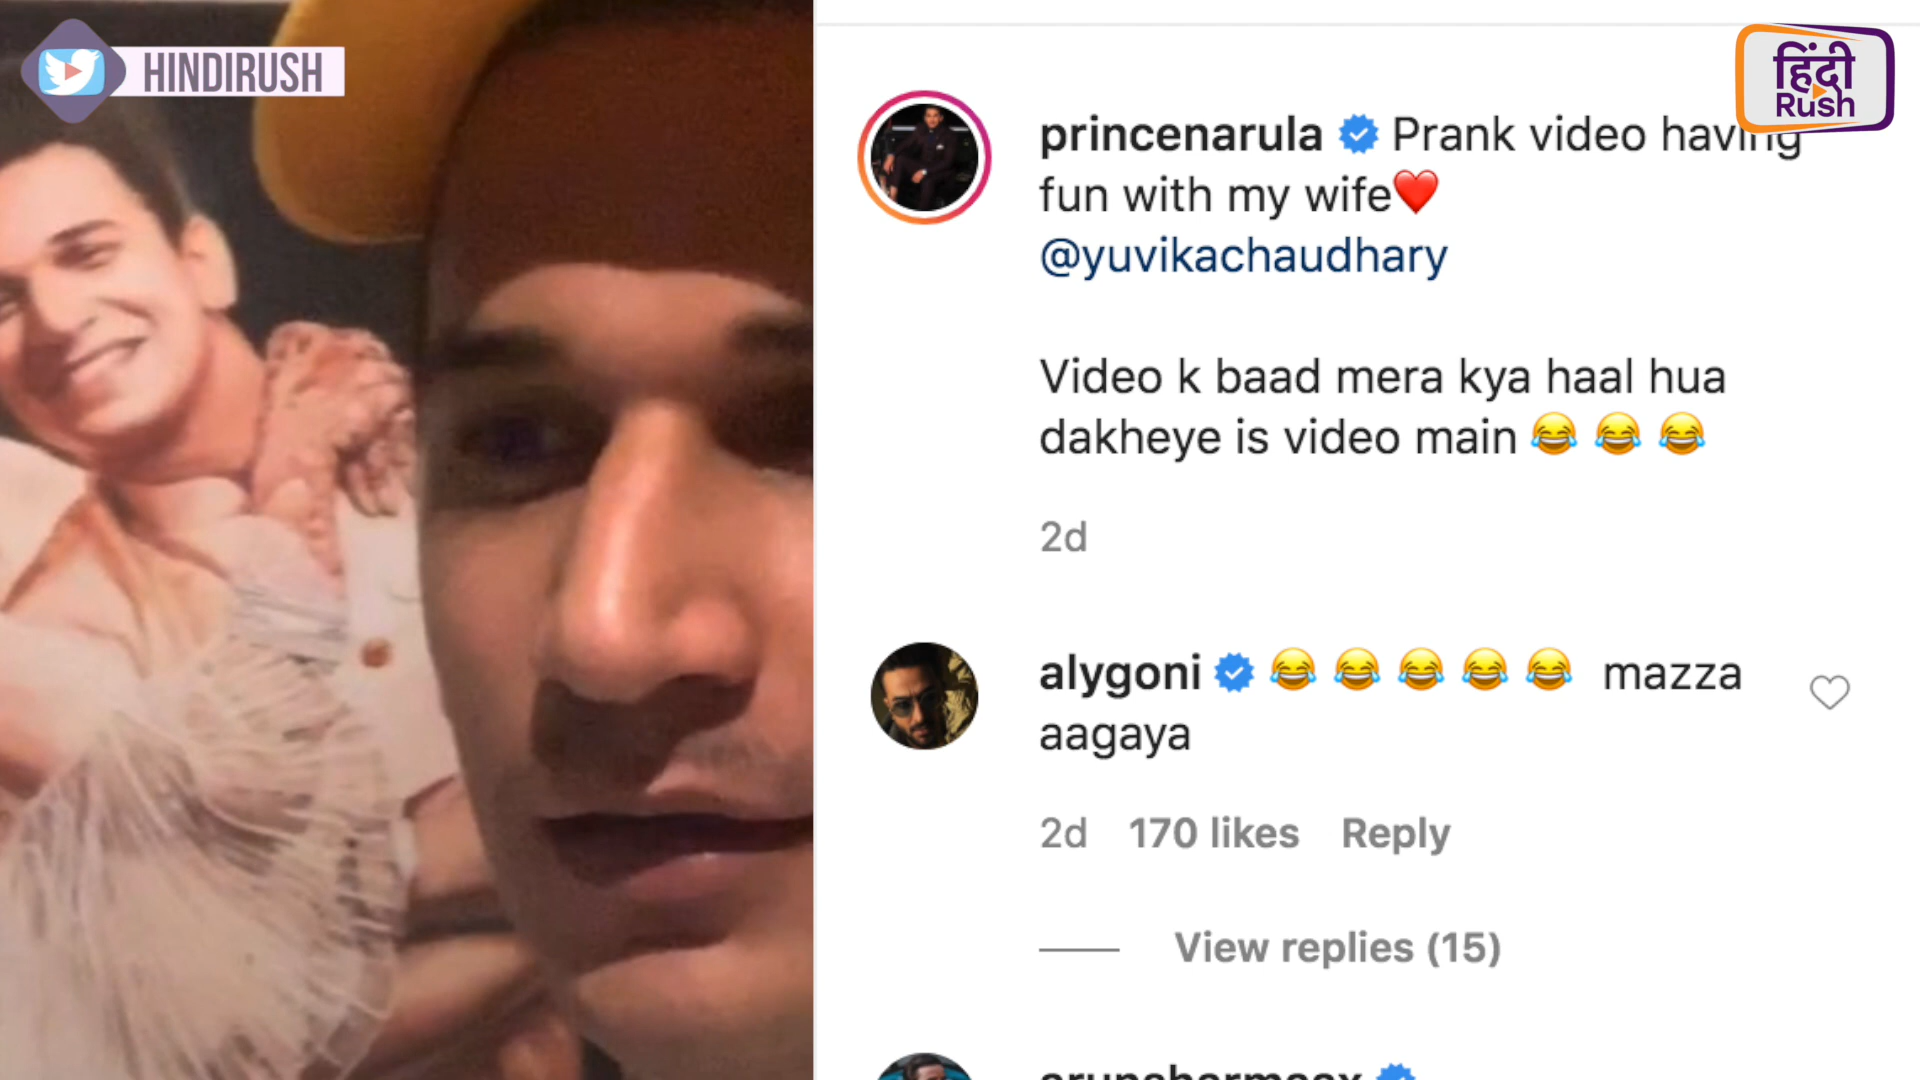 HINDIRUSH
हिंदी
Rush
princenarula Prank video having
fun with my wife❤️
@yuvikachaudhary
Video k baad mera kya haal hua
dakheye is video main 😂 😂 😂
2d
alygoni 😂 😂 😂 😂 😂 mazza
aagaya
2d 170 likes Reply
View replies (15)